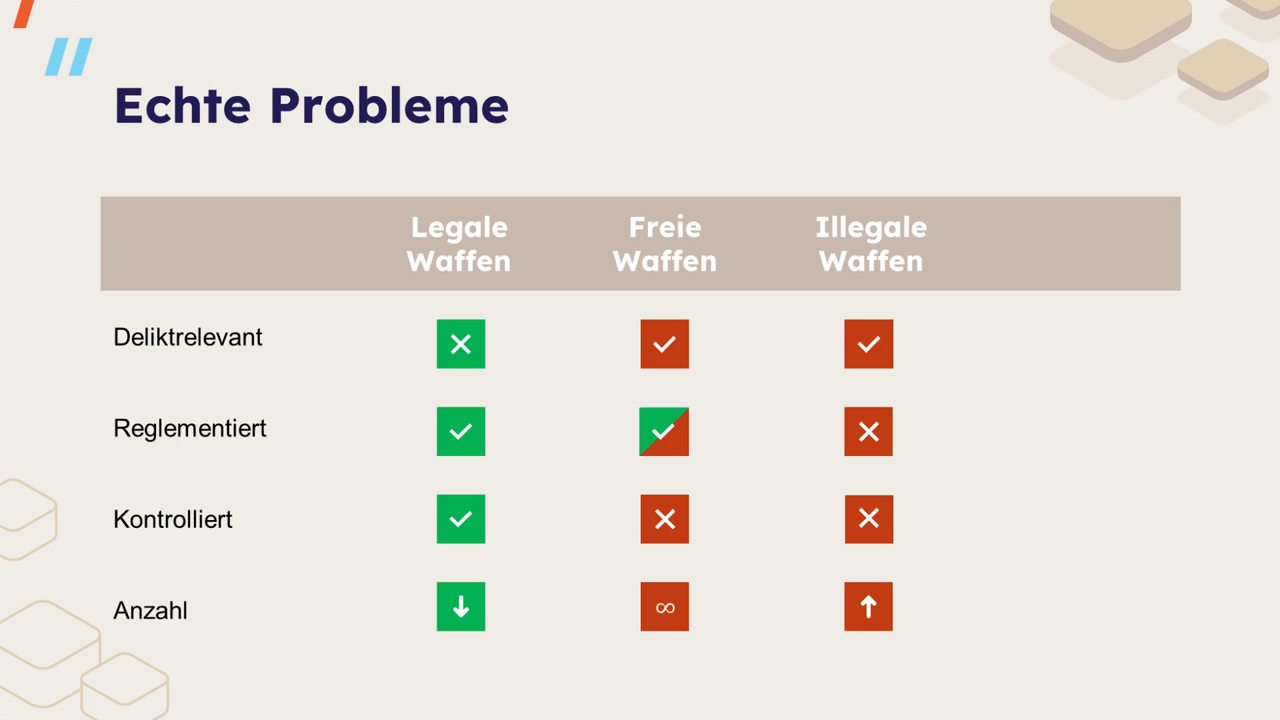 Echte Probleme
Legale Waffen
Freie Waffen
Illegale Waffen
Deliktrelevant
Reglementiert
Kontrolliert
Anzahl
∞